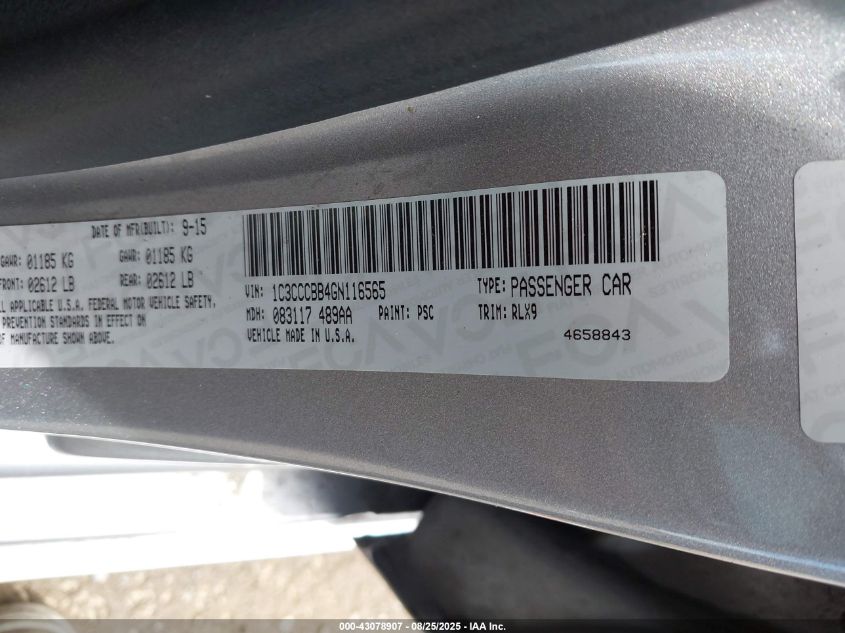 DATE OF MFR(BUILT): 9-15
GAWR: 01185 KG GAWR: 01185 KG
FRONT: 02612 LB REAR: 02612 LB
ALL APPLICABLE U.S.A. FEDERAL MOTOR VEHICLE SAFETY,
PREVENTION STANDARDS IN EFFECT ON
OF MANUFACTURE SHOWN ABOVE.
VIN: 1C3CCCBB4GN116565 TYPE: PASSENGER CAR
MDH: 083117 489AA PAINT: PSC TRIM: RLX9
VEHICLE MADE IN U.S.A.
4658843
000-43078907 - 08/25/2025 - IAA Inc.